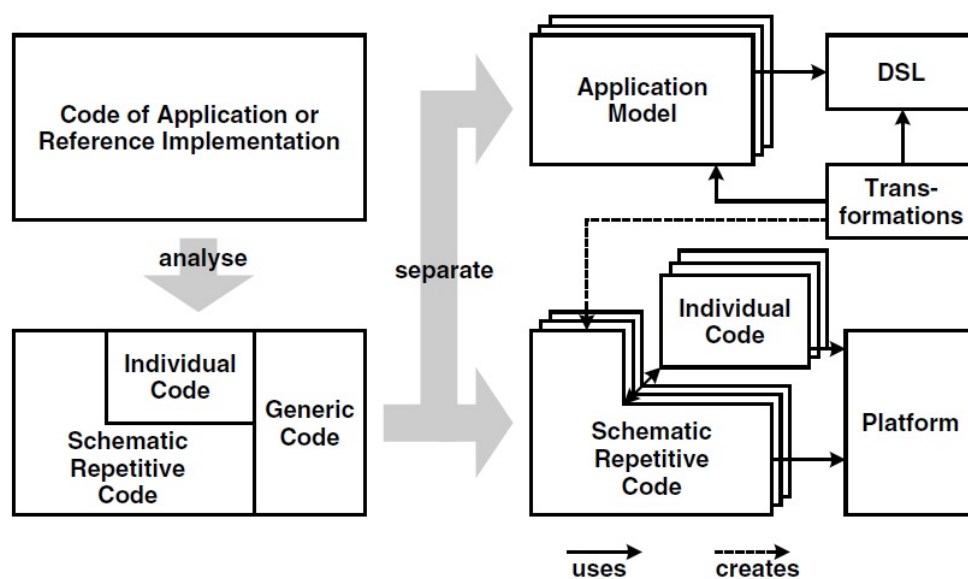 Code of Application or
Reference Implementation
analyse
Individual
Code
Generic
Code
Schematic
Repetitive
Code
separate
Application
Model
DSL
Trans-
formations
Individual
Code
Schematic
Repetitive
Code
Platform
uses
creates